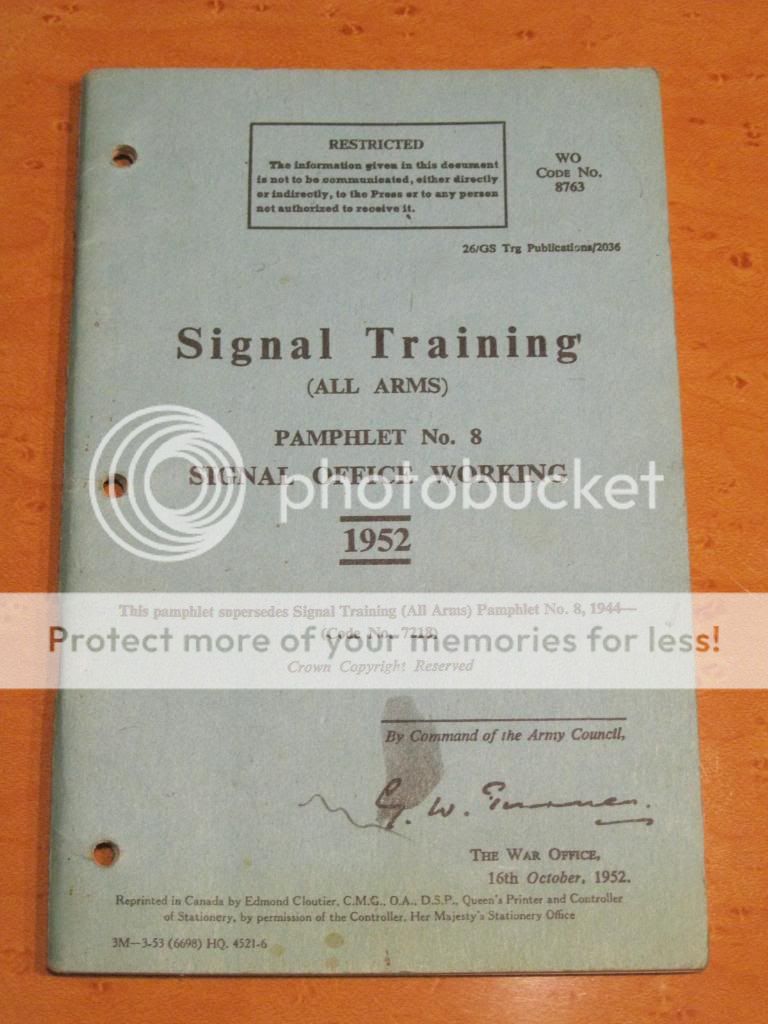 RESTRICTED
The information given in this document
is not to be communicated, either directly
or indirectly, to the Press or to any person
not authorized to receive it.
WO
CODE No.
8763
26/GS Trg Publications/2036
Signal Training
(ALL ARMS)
PAMPHLET No. 8
SIGNAL OFFICE WORKING
photobucket
1952
This pamphlet supersedes Signal Training (All Arms) Pamphlet No. 8, 1944—
(Code No. 7218)
Protect more of your memories for less!
Crown Copyright Reserved
By Command of the Army Council,
G. W. Turner.
THE WAR OFFICE,
16th October, 1952.
Reprinted in Canada by Edmond Cloutier, C.M.G., O.A., D.S.P., Queen's Printer and Controller
of Stationery, by permission of the Controller, Her Majesty's Stationery Office
3M—3-53 (6698) HQ. 4521-6